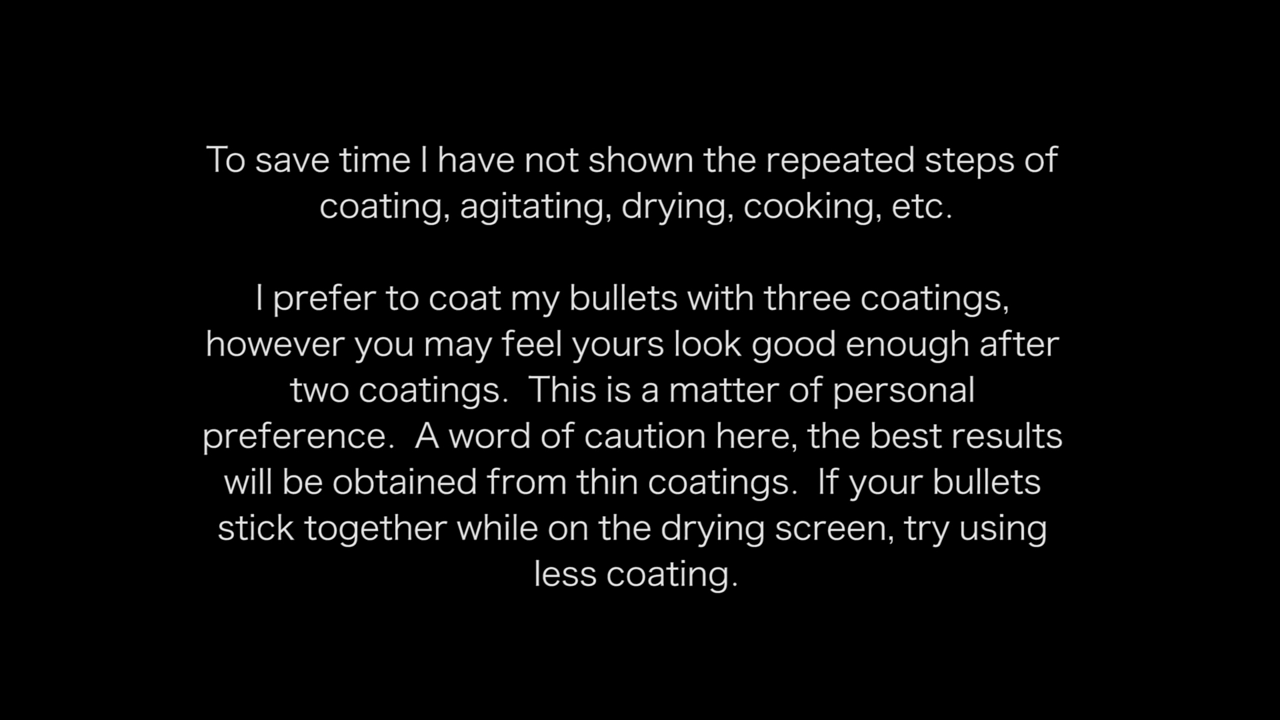 To save time I have not shown the repeated steps of
coating, agitating, drying, cooking, etc.
I prefer to coat my bullets with three coatings,
however you may feel yours look good enough after
two coatings.  This is a matter of personal
preference.  A word of caution here, the best results
will be obtained from thin coatings.  If your bullets
stick together while on the drying screen, try using
less coating.